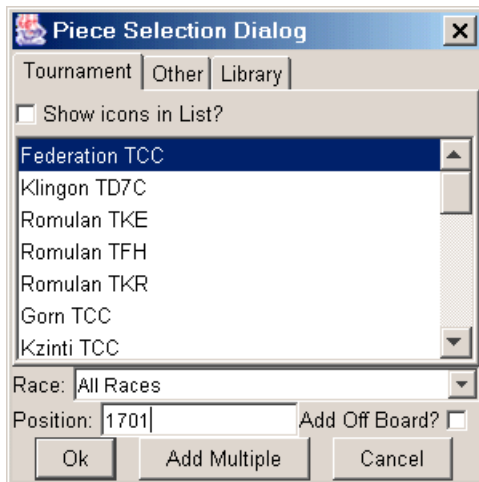 Piece Selection Dialog
Tournament Other Library
Show icons in List?
Federation TCC
Klingon TD7C
Romulan TKE
Romulan TFH
Romulan TKR
Gorn TCC
Kzinti TCC
Race: All Races
Position: 1701 Add Off Board?
Ok Add Multiple Cancel